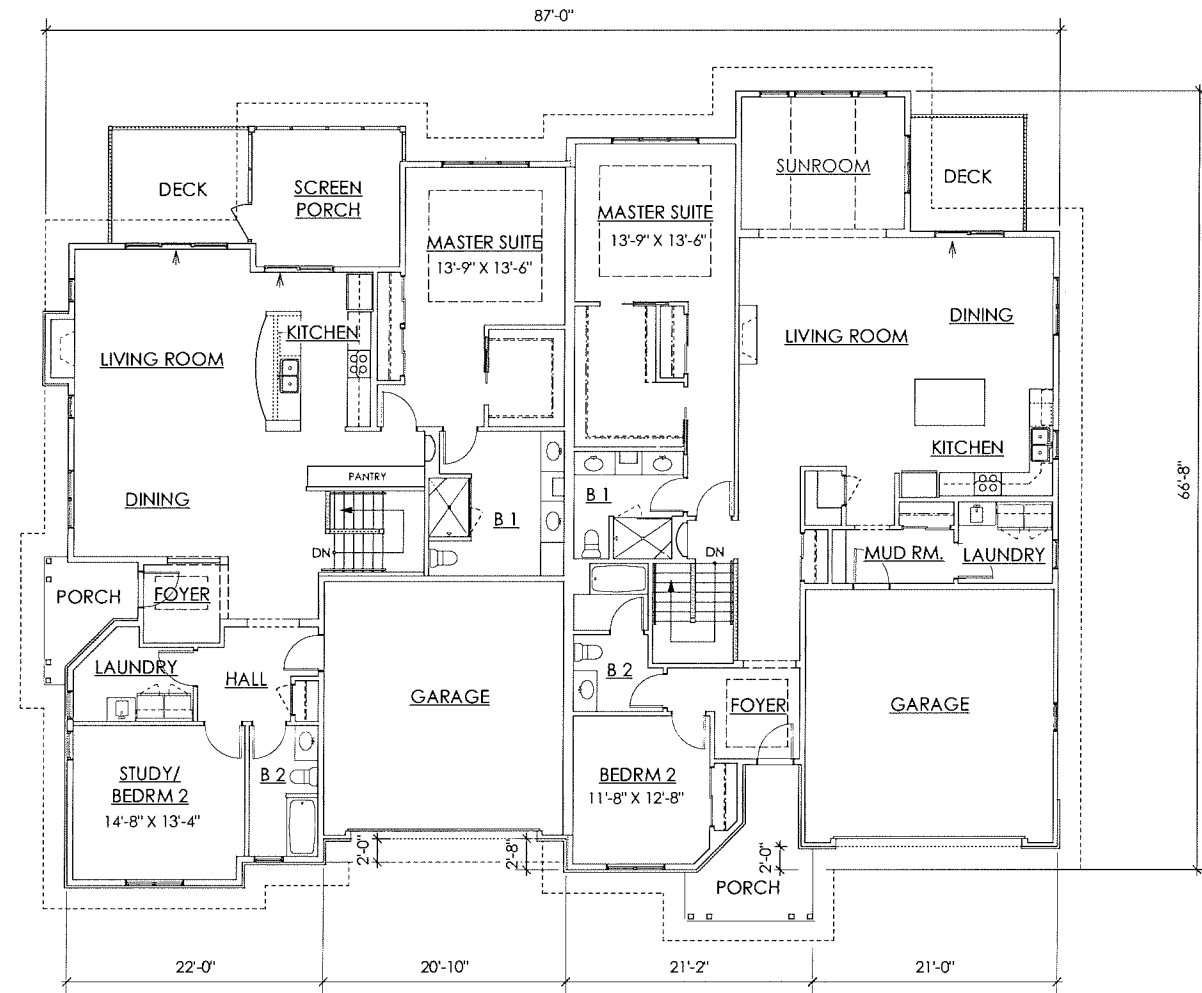 87'-0"
DECK
SCREEN
PORCH
MASTER SUITE
13'-9" X 13'-6"
MASTER SUITE
13'-9" X 13'-6"
SUNROOM
DECK
LIVING ROOM
KITCHEN
LIVING ROOM
DINING
KITCHEN
66'-8"
DINING
PANTRY
B 1
B 1
DN
DN
MUD RM.
LAUNDRY
PORCH
FOYER
LAUNDRY
HALL
GARAGE
B 2
FOYER
GARAGE
STUDY/
BEDRM 2
14'-8" X 13'-4"
B 2
BEDRM 2
11'-8" X 12'-8"
2'-0"
2'-8"
2'-0"
PORCH
22'-0"
20'-10"
21'-2"
21'-0"